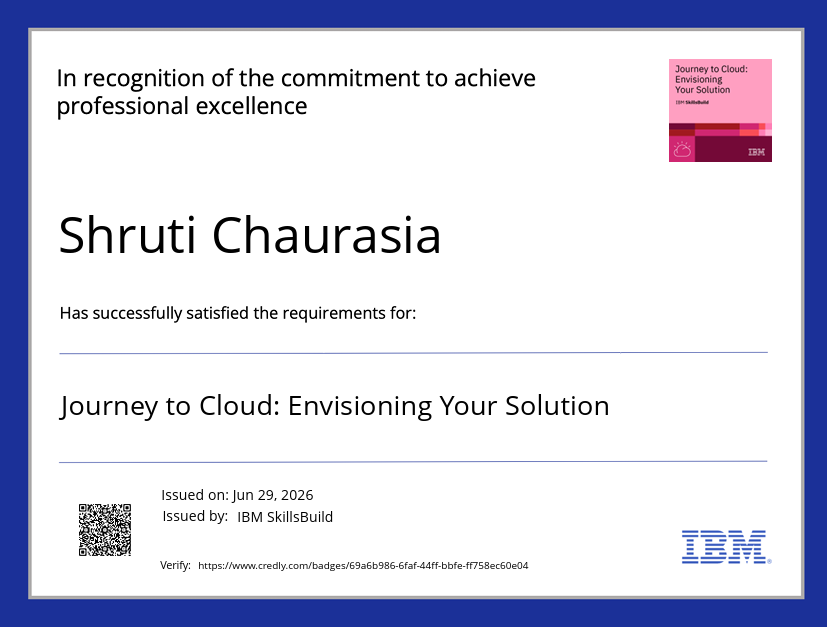 In recognition of the commitment to achieve
professional excellence
Journey to Cloud:
Envisioning
Your Solution
IBM SkillsBuild
IBM
Shruti Chaurasia
Has successfully satisfied the requirements for:
Journey to Cloud: Envisioning Your Solution
Issued on: Jun 29, 2026
Issued by: IBM SkillsBuild
IBM®
Verify: https://www.credly.com/badges/69a6b986-6faf-44ff-bbfe-ff758ec60e04